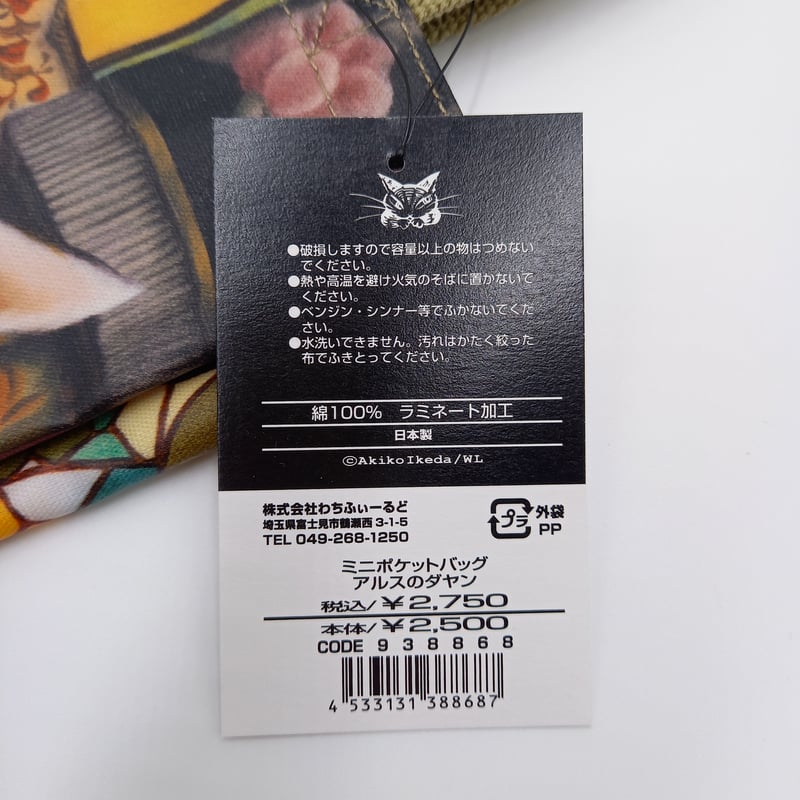 ●破損しますので容量以上の物はつめない
でください。
●熱や高温を避け火気のそばに置かないで
ください。
●ベンジン・シンナー等でふかないでくだ
さい。
●水洗いできません。汚れはかたく絞った
布でふきとってください。
綿100% ラミネート加工
日本製
©AkikoIkeda/WL
株式会社わちふぃーるど
埼玉県富士見市鶴瀬西3-1-5
TEL 049-268-1250
プラ 外袋
PP
ミニポケットバッグ
アルスのダヤン
税込/￥2,750
本体/￥2,500
CODE 938868
4 533131 388687